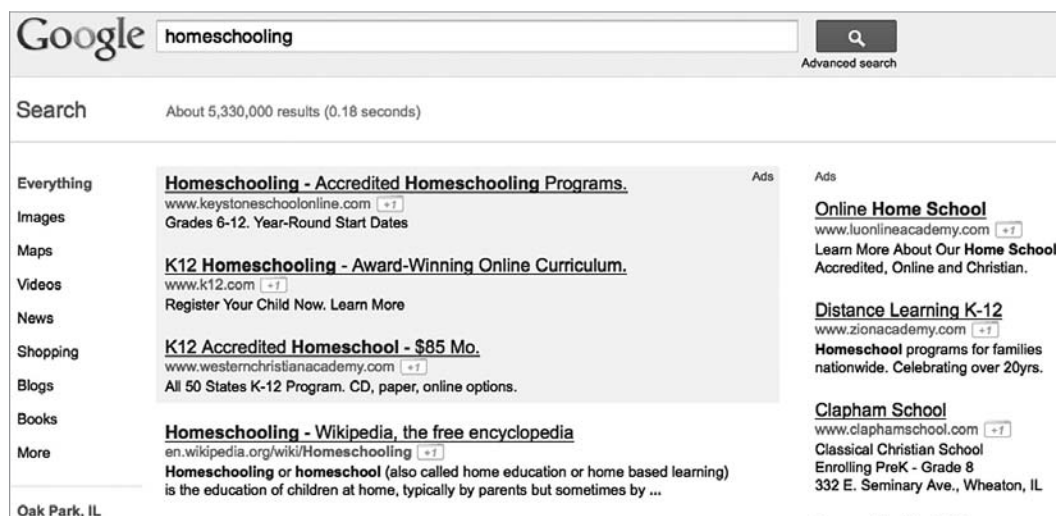 Google
homeschooling
Advanced search
Search
About 5,330,000 results (0.18 seconds)
Everything
Images
Maps
Videos
News
Shopping
Blogs
Books
More
Oak Park, IL
Ads
Homeschooling - Accredited Homeschooling Programs.
www.keystoneschoolonline.com +1
Grades 6-12. Year-Round Start Dates
K12 Homeschooling - Award-Winning Online Curriculum.
www.k12.com +1
Register Your Child Now. Learn More
K12 Accredited Homeschool - $85 Mo.
www.westernchristianacademy.com +1
All 50 States K-12 Program. CD, paper, online options.
Homeschooling - Wikipedia, the free encyclopedia
en.wikipedia.org/wiki/Homeschooling +1
Homeschooling or homeschool (also called home education or home based learning)
is the education of children at home, typically by parents but sometimes by ...
Ads
Online Home School
www.luonlineacademy.com +1
Learn More About Our Home School
Accredited, Online and Christian.
Distance Learning K-12
www.zionacademy.com +1
Homeschool programs for families
nationwide. Celebrating over 20yrs.
Clapham School
www.claphamschool.com +1
Classical Christian School
Enrolling PreK - Grade 8
332 E. Seminary Ave., Wheaton, IL